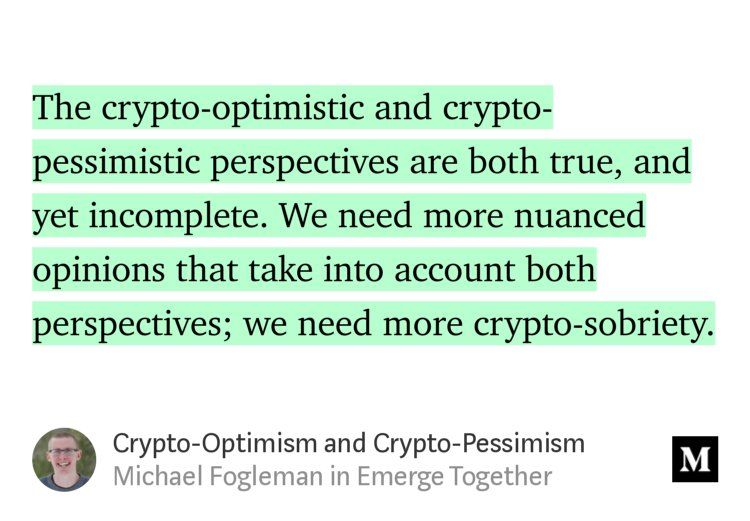 The crypto-optimistic and crypto-
pessimistic perspectives are both true, and
yet incomplete. We need more nuanced
opinions that take into account both
perspectives; we need more crypto-sobriety.
Crypto-Optimism and Crypto-Pessimism
Michael Fogleman in Emerge Together
M